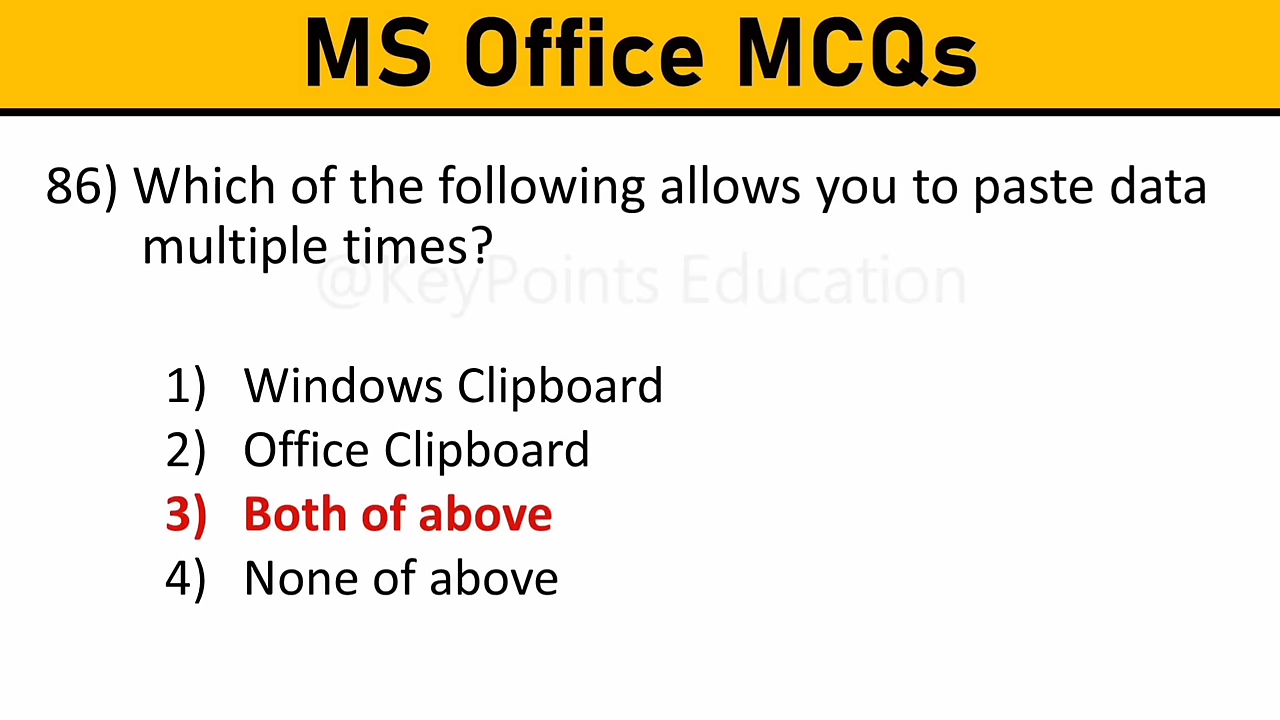 MS Office MCQs
86) Which of the following allows you to paste data
multiple times?
@KeyPoints Education
1) Windows Clipboard
2) Office Clipboard
3) Both of above
4) None of above